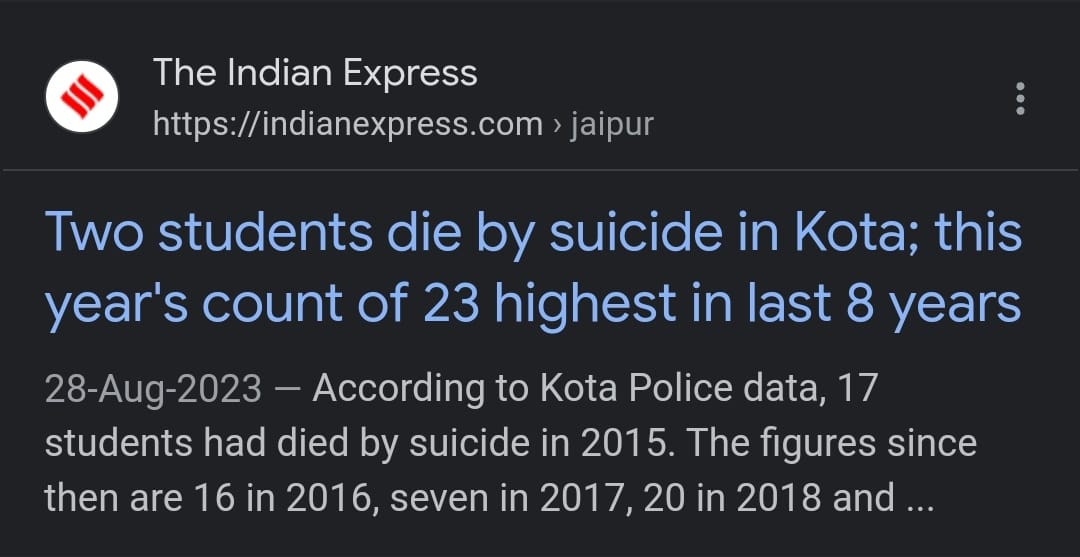 The Indian Express
https://indianexpress.com › jaipur
Two students die by suicide in Kota; this
year's count of 23 highest in last 8 years
28-Aug-2023 — According to Kota Police data, 17
students had died by suicide in 2015. The figures since
then are 16 in 2016, seven in 2017, 20 in 2018 and ...